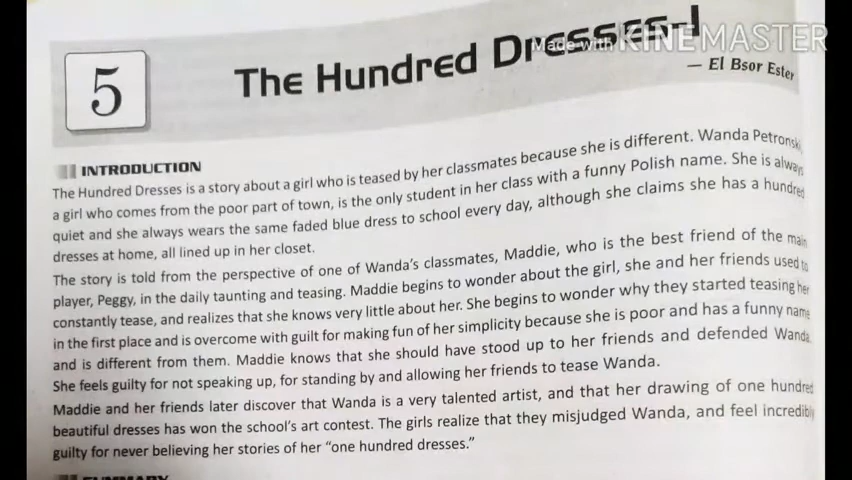 Made with KINEMASTER
5
The Hundred Dresses-I
— El Bsor Ester
INTRODUCTION
The Hundred Dresses is a story about a girl who is teased by her classmates because she is different. Wanda Petronski,
a girl who comes from the poor part of town, is the only student in her class with a funny Polish name. She is always
quiet and she always wears the same faded blue dress to school every day, although she claims she has a hundred
dresses at home, all lined up in her closet.
The story is told from the perspective of one of Wanda's classmates, Maddie, who is the best friend of the main
player, Peggy, in the daily taunting and teasing. Maddie begins to wonder about the girl, she and her friends used to
constantly tease, and realizes that she knows very little about her. She begins to wonder why they started teasing her
in the first place and is overcome with guilt for making fun of her simplicity because she is poor and has a funny name
and is different from them. Maddie knows that she should have stood up to her friends and defended Wanda.
She feels guilty for not speaking up, for standing by and allowing her friends to tease Wanda.
Maddie and her friends later discover that Wanda is a very talented artist, and that her drawing of one hundred
beautiful dresses has won the school's art contest. The girls realize that they misjudged Wanda, and feel incredibly
guilty for never believing her stories of her "one hundred dresses."
SUMMARY